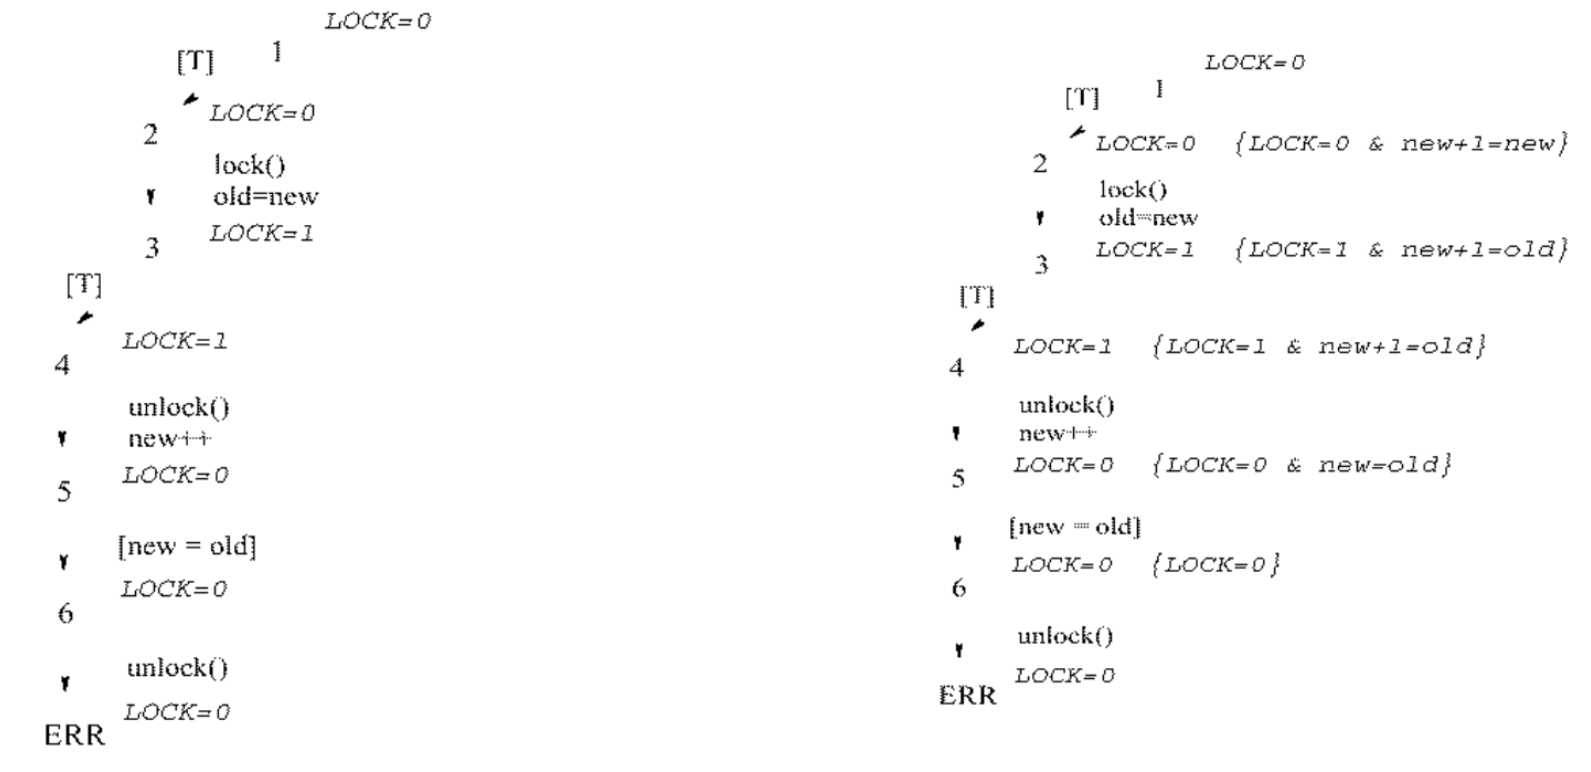 LOCK=0
[T] 1
LOCK=0
2
lock()
old=new
LOCK=1
3
[T]
LOCK=1
4
unlock()
new++
LOCK=0
5
[new = old]
LOCK=0
6
unlock()
LOCK=0
ERR
LOCK=0
[T] 1
LOCK=0 {LOCK=0 & new+1=new}
2
lock()
old=new
LOCK=1 {LOCK=1 & new+1=old}
3
[T]
LOCK=1 {LOCK=1 & new+1=old}
4
unlock()
new++
LOCK=0 {LOCK=0 & new=old}
5
[new = old]
LOCK=0 {LOCK=0}
6
unlock()
LOCK=0
ERR